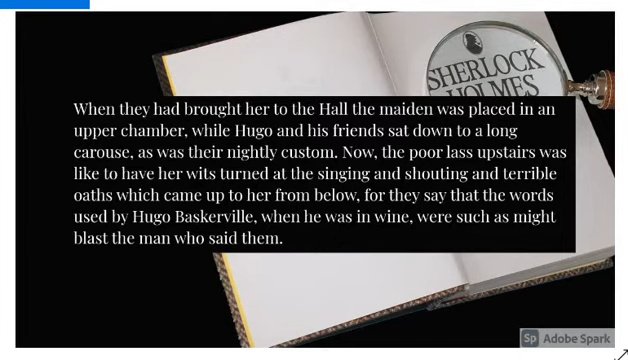 SHERLOCK
HOLMES
When they had brought her to the Hall the maiden was placed in an
upper chamber, while Hugo and his friends sat down to a long
carouse, as was their nightly custom. Now, the poor lass upstairs was
like to have her wits turned at the singing and shouting and terrible
oaths which came up to her from below, for they say that the words
used by Hugo Baskerville, when he was in wine, were such as might
blast the man who said them.
Sp Adobe Spark